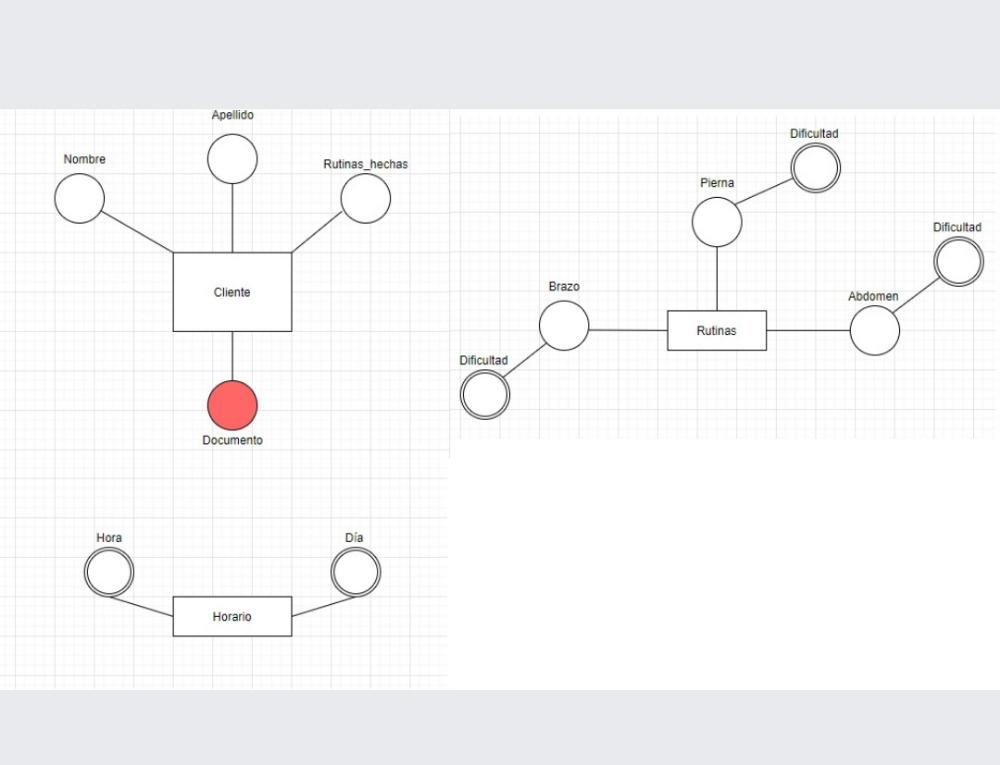 Apellido
Nombre
Rutinas_hechas
Cliente
Documento
Hora
Día
Horario
Dificultad
Pierna
Dificultad
Brazo
Abdomen
Rutinas
Dificultad